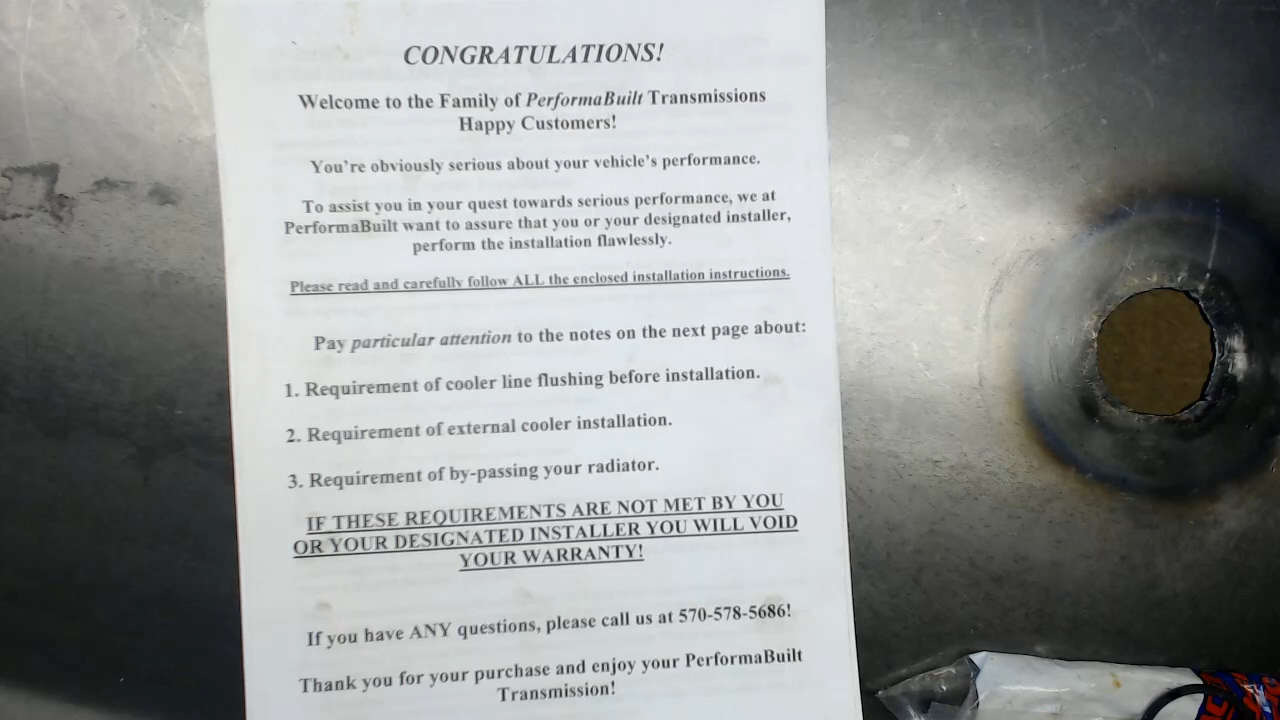 CONGRATULATIONS!
Welcome to the Family of PerformaBuilt Transmissions
Happy Customers!
You're obviously serious about your vehicle's performance.
To assist you in your quest towards serious performance, we at
PerformaBuilt want to assure that you or your designated installer,
perform the installation flawlessly.
Please read and carefully follow ALL the enclosed installation instructions.
Pay particular attention to the notes on the next page about:
1. Requirement of cooler line flushing before installation.
2. Requirement of external cooler installation.
3. Requirement of by-passing your radiator.
IF THESE REQUIREMENTS ARE NOT MET BY YOU
OR YOUR DESIGNATED INSTALLER YOU WILL VOID
YOUR WARRANTY!
If you have ANY questions, please call us at 570-578-5686!
Thank you for your purchase and enjoy your PerformaBuilt
Transmission!